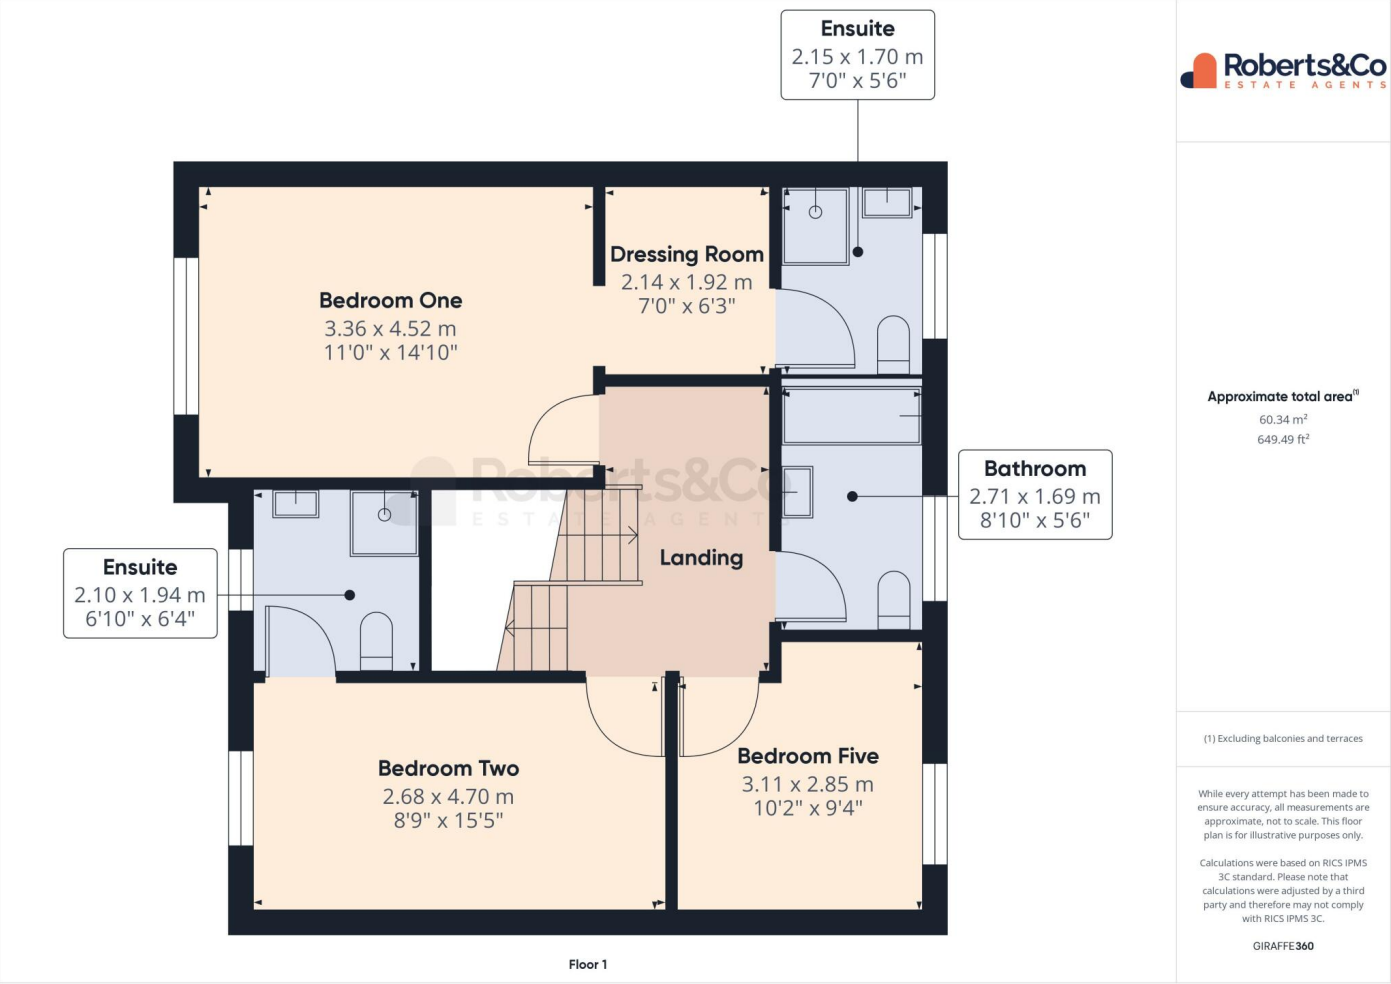 Ensuite
2.15 x 1.70 m
7'0" x 5'6"
Roberts&Co
ESTATE AGENTS
Dressing Room
2.14 x 1.92 m
7'0" x 6'3"
Bedroom One
3.36 x 4.52 m
11'0" x 14'10"
Approximate total area(1)
60.34 m²
649.49 ft²
Roberts&Co
ESTATE AGENTS
Bathroom
2.71 x 1.69 m
8'10" x 5'6"
Landing
Ensuite
2.10 x 1.94 m
6'10" x 6'4"
Bedroom Two
2.68 x 4.70 m
8'9" x 15'5"
Bedroom Five
3.11 x 2.85 m
10'2" x 9'4"
(1) Excluding balconies and terraces
While every attempt has been made to
ensure accuracy, all measurements are
approximate, not to scale. This floor
plan is for illustrative purposes only.
Calculations were based on RICS IPMS
3C standard. Please note that
calculations were adjusted by a third
party and therefore may not comply
with RICS IPMS 3C.
GIRAFFE360
Floor 1